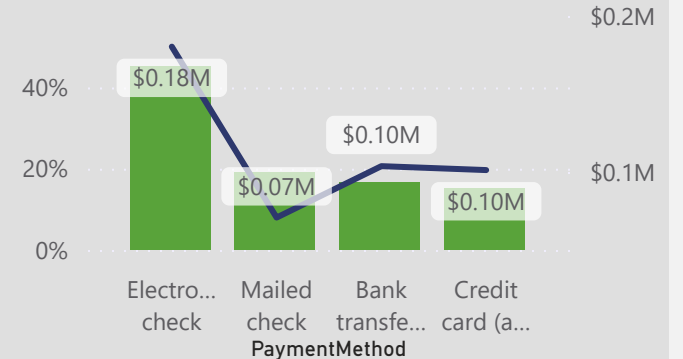 $0.2M
40%
$0.18M
$0.10M
20%
$0.07M
$0.1M
$0.10M
0%
Electro... Mailed Bank Credit
check check transfe... card (a...
PaymentMethod